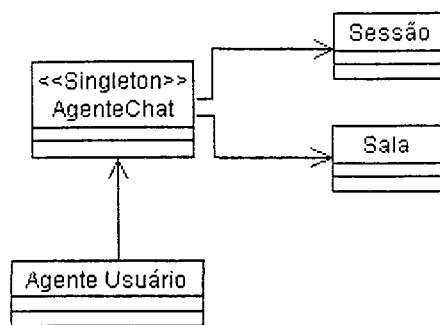 Sessão
<<Singleton>>
AgenteChat
Sala
Agente Usuário